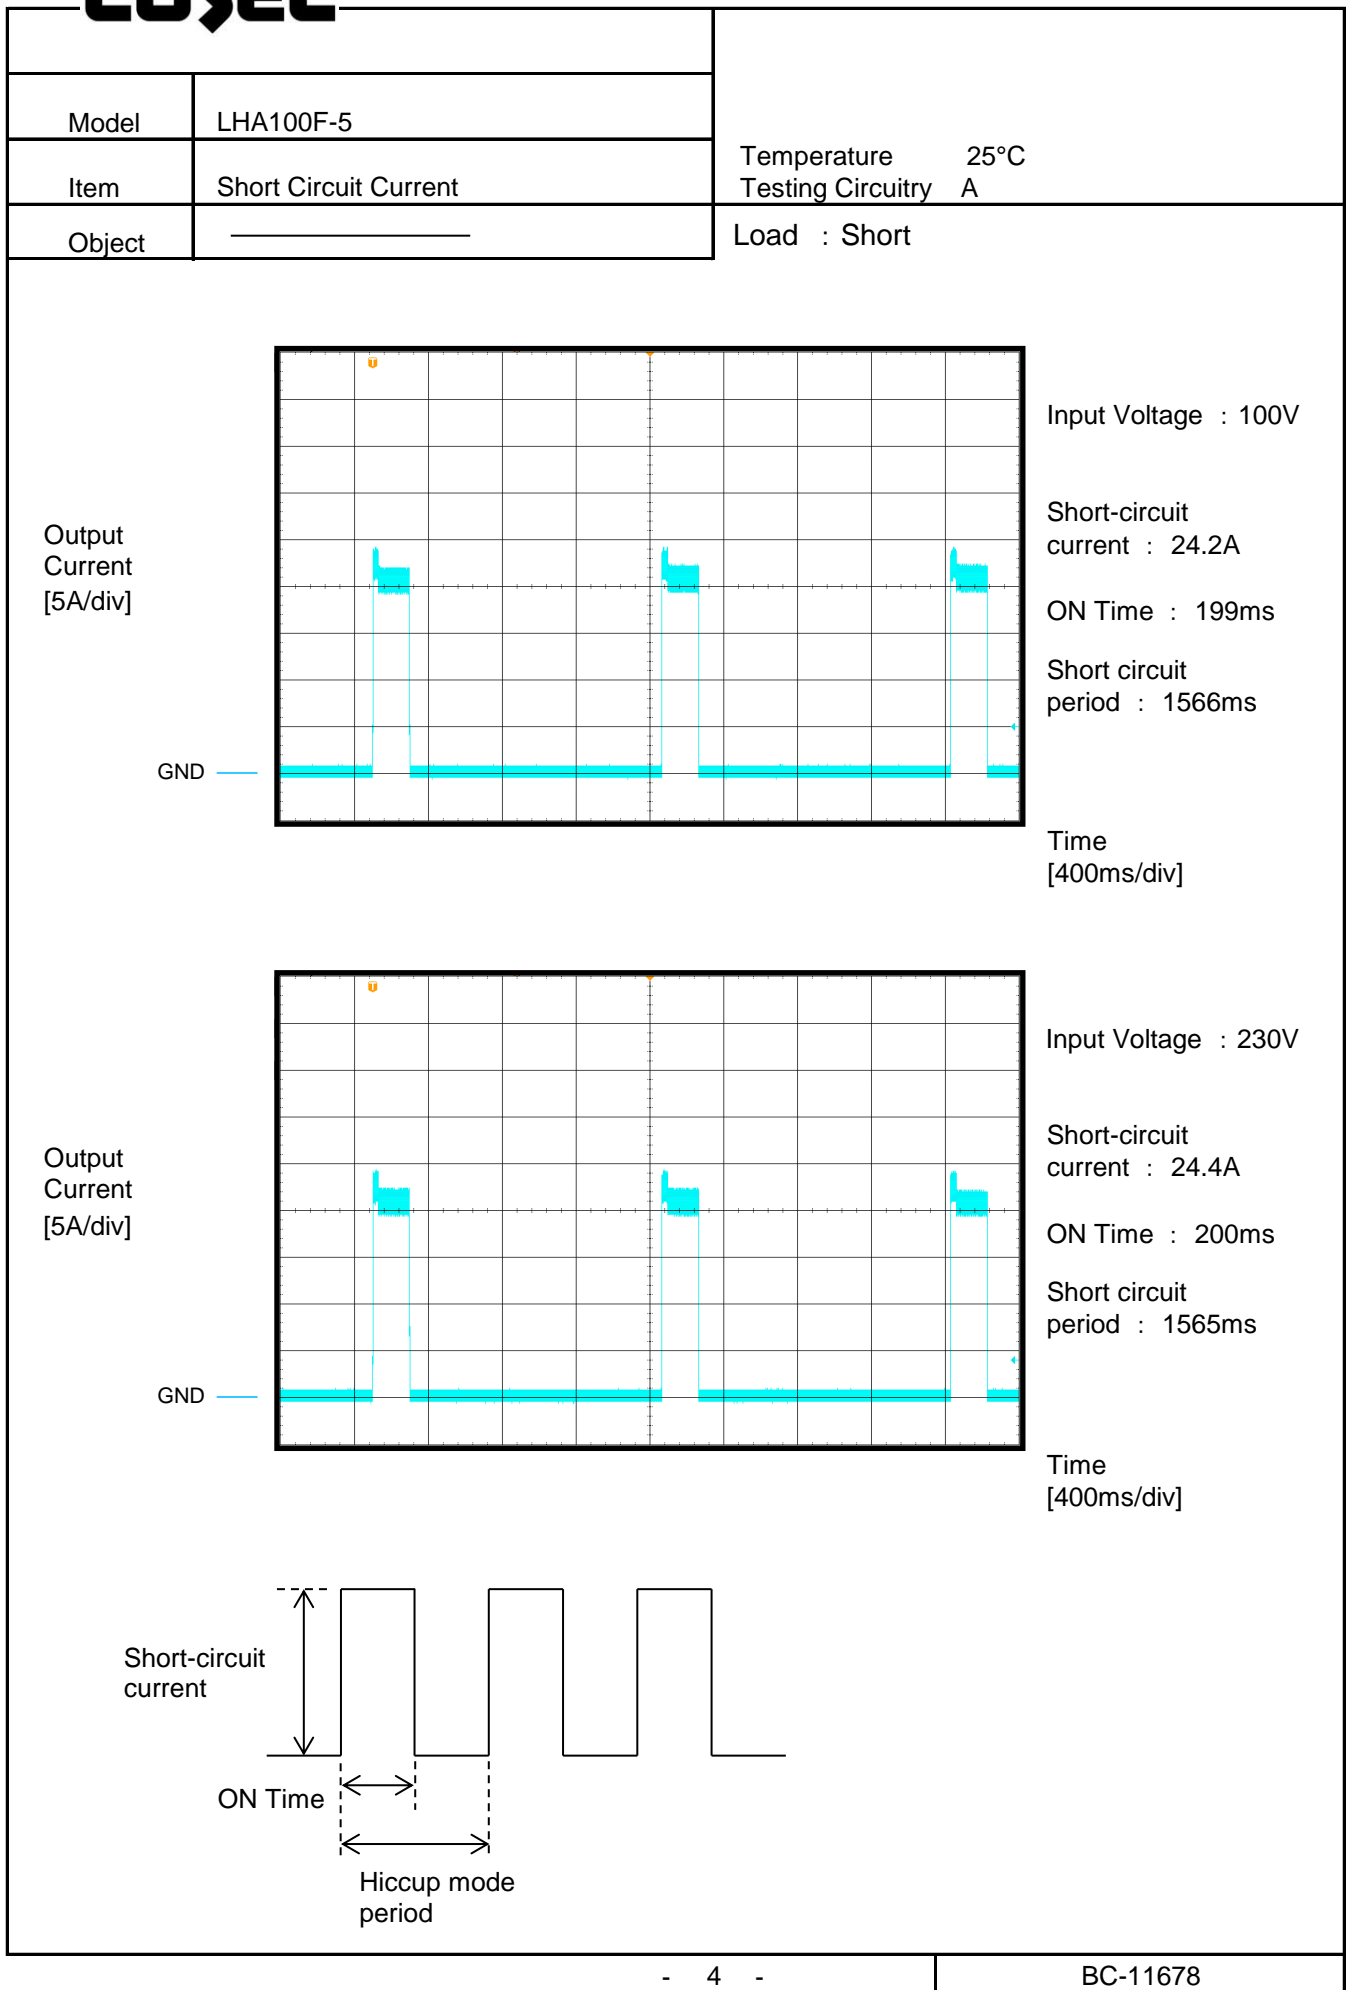 COSEL
Model LHA100F-5
Temperature 25°C
Item Short Circuit Current
Testing Circuitry A
Object
Load : Short
T
Input Voltage : 100V
Short-circuit
current : 24.2A
Output
Current
[5A/div]
ON Time : 199ms
Short circuit
period : 1566ms
GND
Time
[400ms/div]
T
Input Voltage : 230V
Short-circuit
current : 24.4A
Output
Current
[5A/div]
ON Time : 200ms
Short circuit
period : 1565ms
GND
Time
[400ms/div]
Short-circuit
current
ON Time
Hiccup mode
period
- 4 -
BC-11678